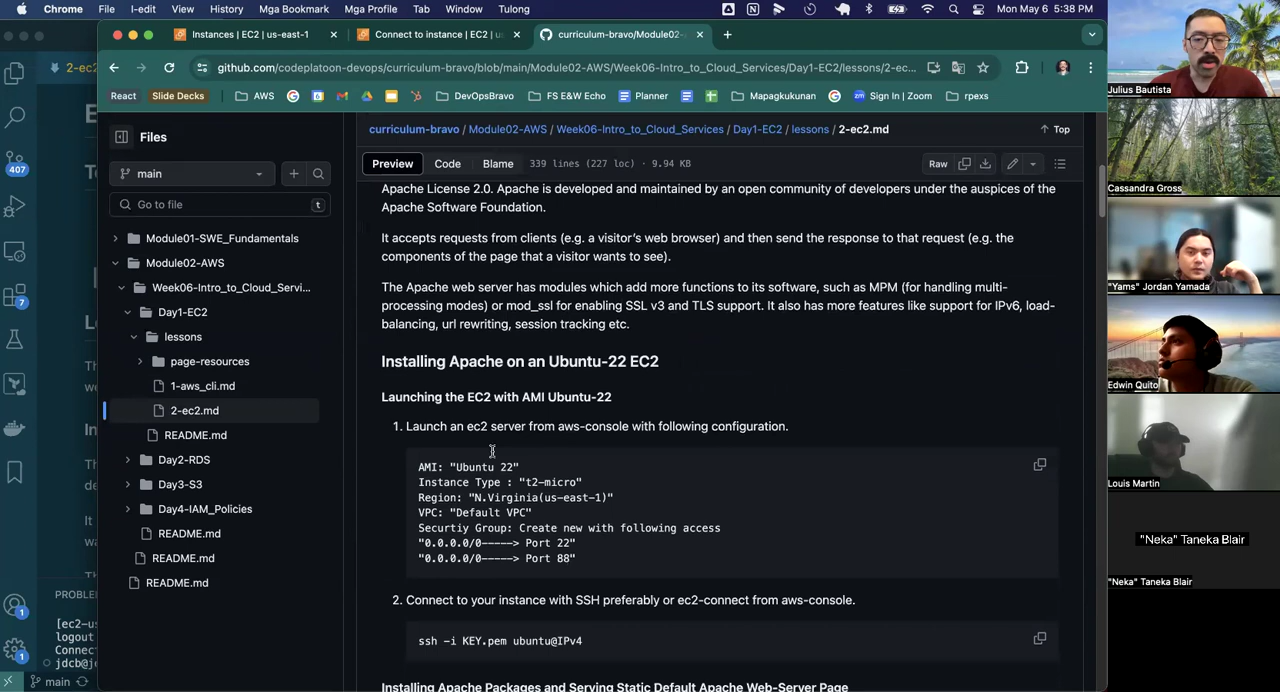 Chrome File Edit View History Bookmarks Profiles Tab Window Tulong
Mon May 6 5:38 PM
Instances | EC2 | us-east-1
Connect to instance | EC2 | us
curriculum-bravo/Module02-
github.com/codeplatoon-devops/curriculum-bravo/blob/main/Module02-AWS/Week06-Intro_to_Cloud_Services/Day1-EC2/lessons/2-ec...
React
Slide Decks
AWS
DevOpsBravo
FS E&W Echo
Planner
Mapagkukunan
Sign In | Zoom
rpexs
2-ec2
407
7
1
1
main
PROBLEM
[ec2-us
logout
Connect
jdcb@je
Files
main
Go to file
t
Module01-SWE_Fundamentals
Module02-AWS
Week06-Intro_to_Cloud_Servi...
Day1-EC2
lessons
page-resources
1-aws_cli.md
2-ec2.md
README.md
Day2-RDS
Day3-S3
Day4-IAM_Policies
README.md
README.md
README.md
curriculum-bravo / Module02-AWS / Week06-Intro_to_Cloud_Services / Day1-EC2 / lessons / 2-ec2.md
Top
Preview Code Blame 339 lines (227 loc) · 9.94 KB
Raw
Apache License 2.0. Apache is developed and maintained by an open community of developers under the auspices of the
Apache Software Foundation.
It accepts requests from clients (e.g. a visitor's web browser) and then send the response to that request (e.g. the
components of the page that a visitor wants to see).
The Apache web server has modules which add more functions to its software, such as MPM (for handling multi-
processing modes) or mod_ssl for enabling SSL v3 and TLS support. It also has more features like support for IPv6, load-
balancing, url rewriting, session tracking etc.
Installing Apache on an Ubuntu-22 EC2
Launching the EC2 with AMI Ubuntu-22
1. Launch an ec2 server from aws-console with following configuration.
AMI: "Ubuntu 22"
Instance Type : "t2-micro"
Region: "N.Virginia(us-east-1)"
VPC: "Default VPC"
Securtiy Group: Create new with following access
"0.0.0.0/0-----> Port 22"
"0.0.0.0/0-----> Port 88"
2. Connect to your instance with SSH preferably or ec2-connect from aws-console.
ssh -i KEY.pem ubuntu@IPv4
Installing Apache Packages and Serving Static Default Apache Web-Server Page
Julius Bautista
Cassandra Gross
"Yams" Jordan Yamada
Edwin Quito
Louis Martin
"Neka" Taneka Blair
"Neka" Taneka Blair